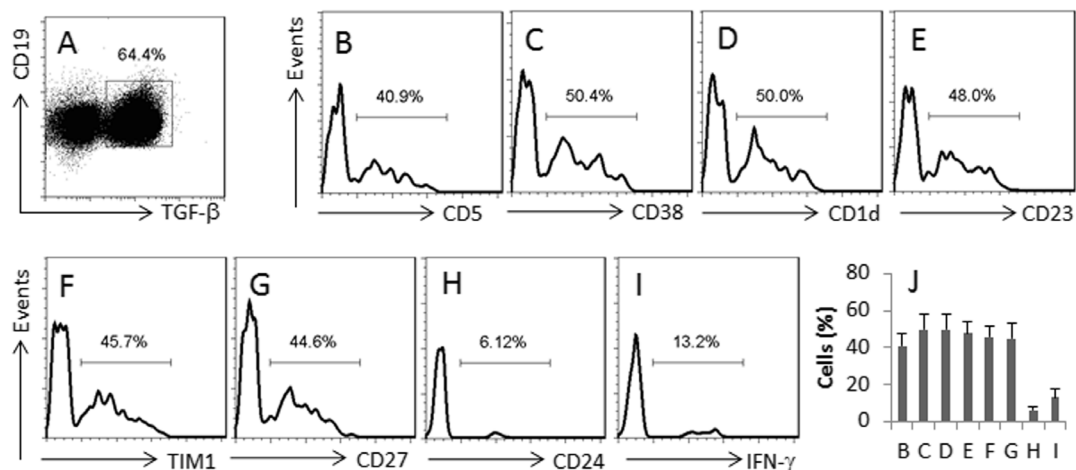 A
CD19
64.4%
TGF-β
B
Events
40.9%
CD5
C
50.4%
CD38
D
50.0%
CD1d
E
48.0%
CD23
F
Events
45.7%
TIM1
G
44.6%
CD27
H
6.12%
CD24
I
13.2%
IFN-γ
J
Cells (%)
80
60
40
20
0
B C D E F G H I